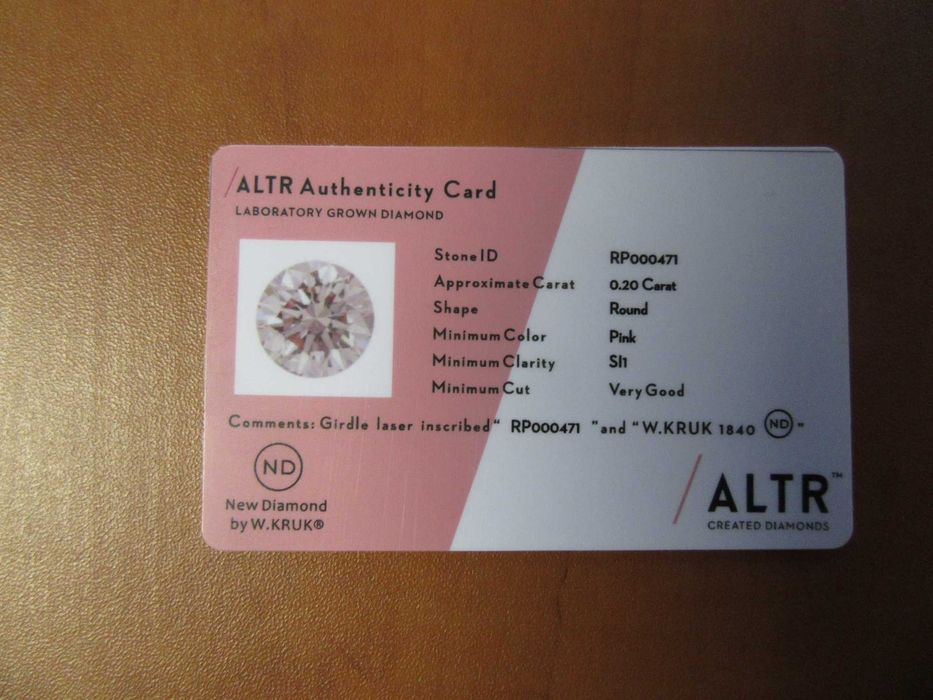 /ALTR Authenticity Card
LABORATORY GROWN DIAMOND
Stone ID RP000471
Approximate Carat 0.20 Carat
Shape Round
Minimum Color Pink
Minimum Clarity SI1
Minimum Cut Very Good
Comments: Girdle laser inscribed “ RP000471 ” and “ W.KRUK 1840 ND ”
ND
New Diamond
by W.KRUK®
/ALTR™
CREATED DIAMONDS